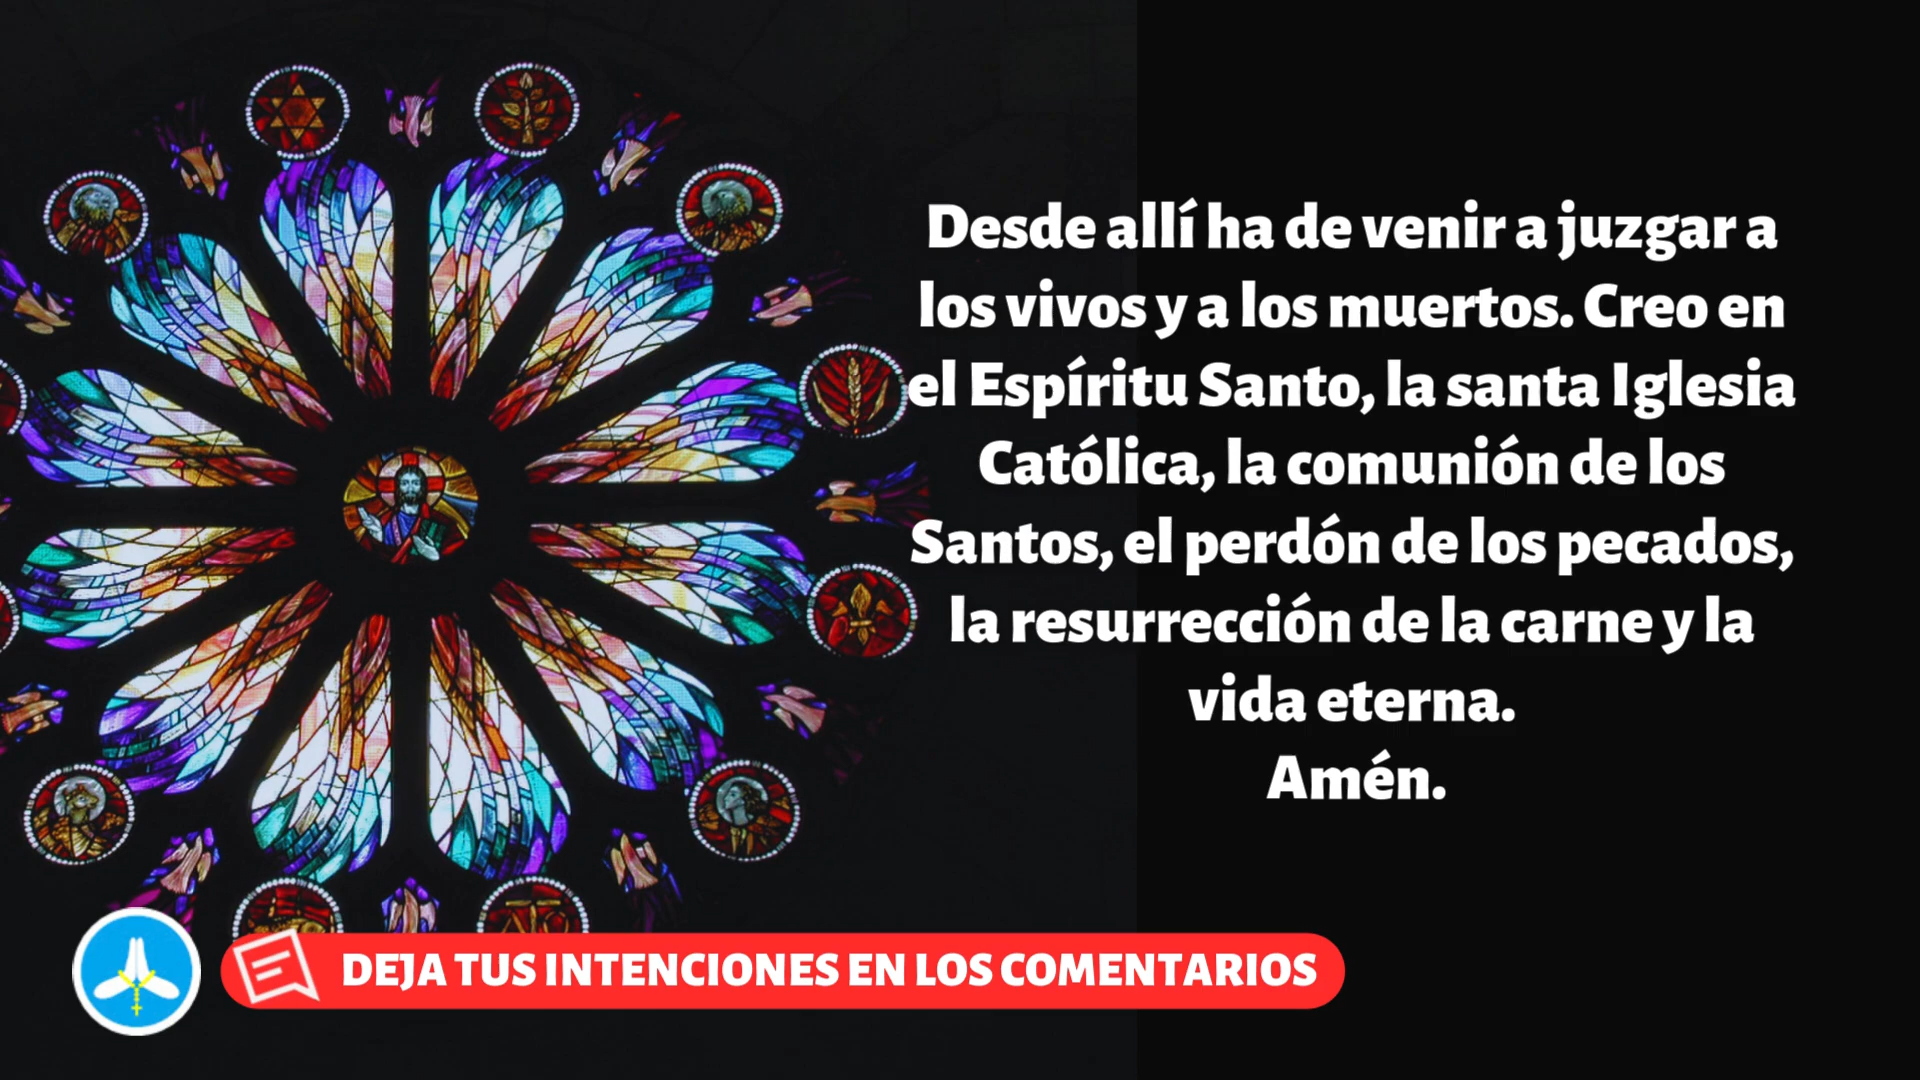 Desde allí ha de venir a juzgar a
los vivos y a los muertos. Creo en
el Espíritu Santo, la santa Iglesia
Católica, la comunión de los
Santos, el perdón de los pecados,
la resurrección de la carne y la
vida eterna.
Amén.
DEJA TUS INTENCIONES EN LOS COMENTARIOS